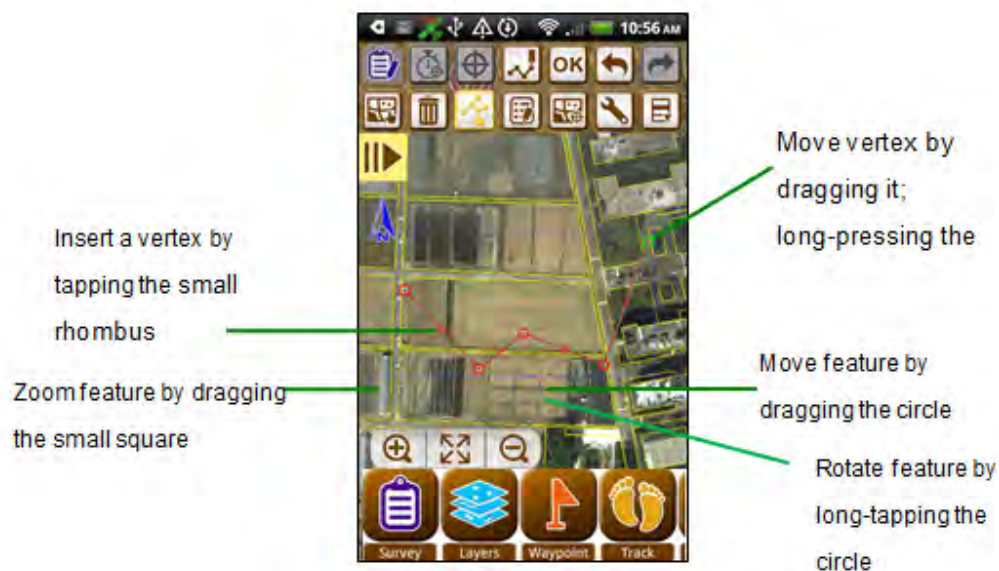 10:56 AM
OK
N
Move vertex by
dragging it;
long-pressing the
Insert a vertex by
tapping the small
rhombus
Zoom feature by dragging
the small square
Move feature by
dragging the circle
Rotate feature by
long-tapping the
circle
Survey
Layers
Waypoint
Track